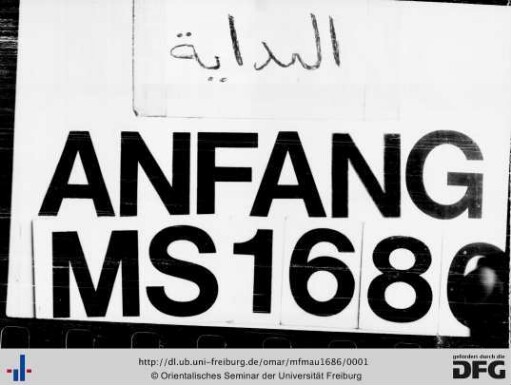 البداية
ANFANG
MS1686
http://dl.ub.uni-freiburg.de/omar/mfmau1686/0001
© Orientalisches Seminar der Universität Freiburg
gefördert durch die
DFG